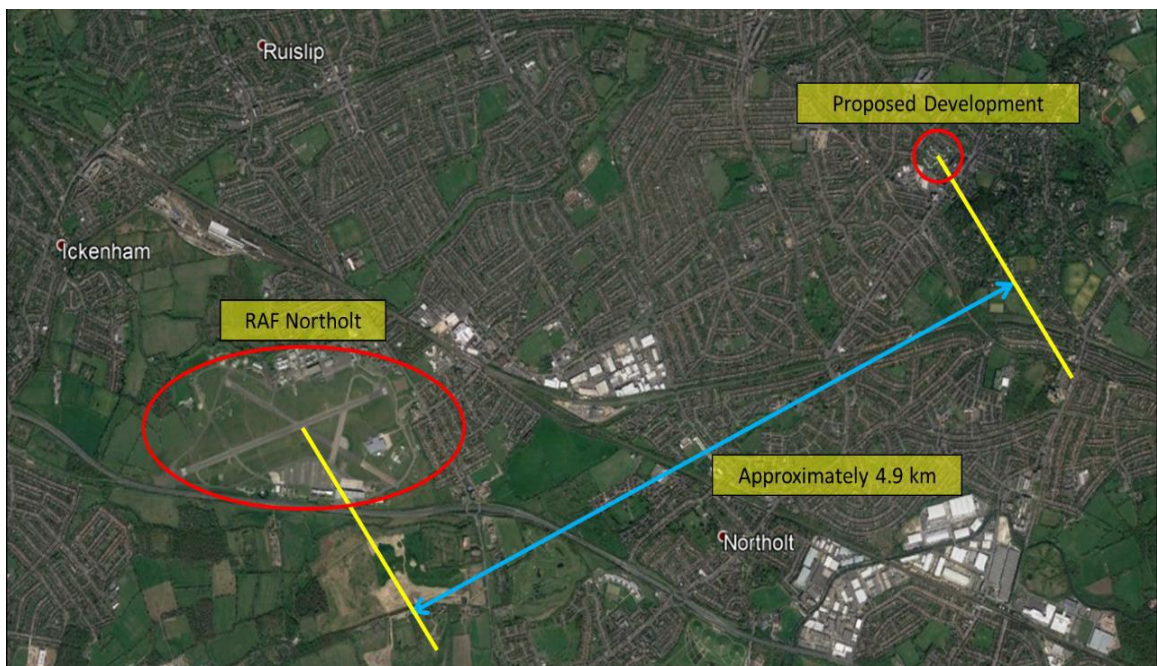 Ruislip
Proposed Development
Ickenham
RAF Northolt
Approximately 4.9 km
Northolt